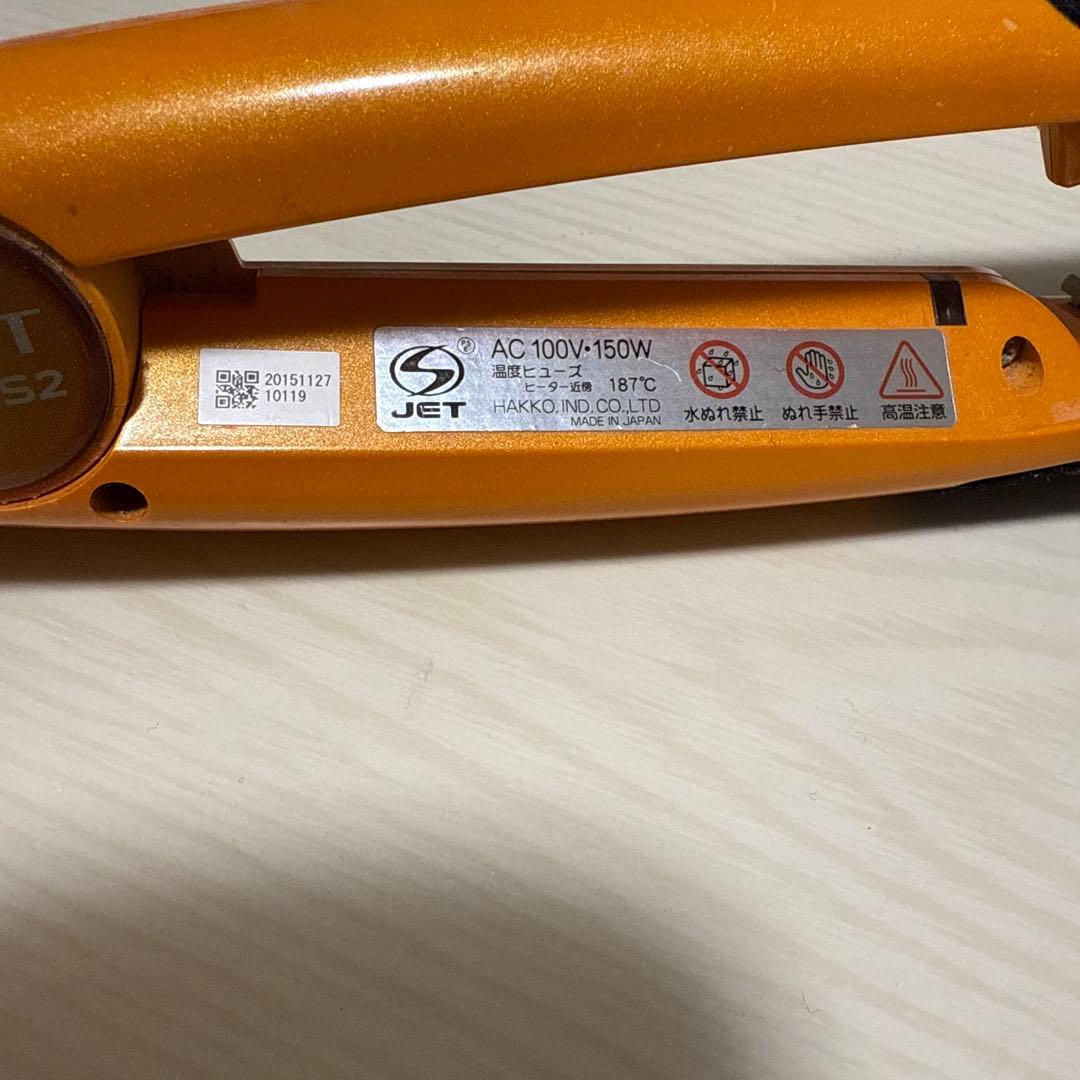 T
S2
20151127
10119
JET
PS
E
AC 100V・150W
温度ヒューズ
ヒーター近傍 187℃
HAKKO.IND.CO.,LTD
MADE IN JAPAN
水ぬれ禁止
ぬれ手禁止
高温注意